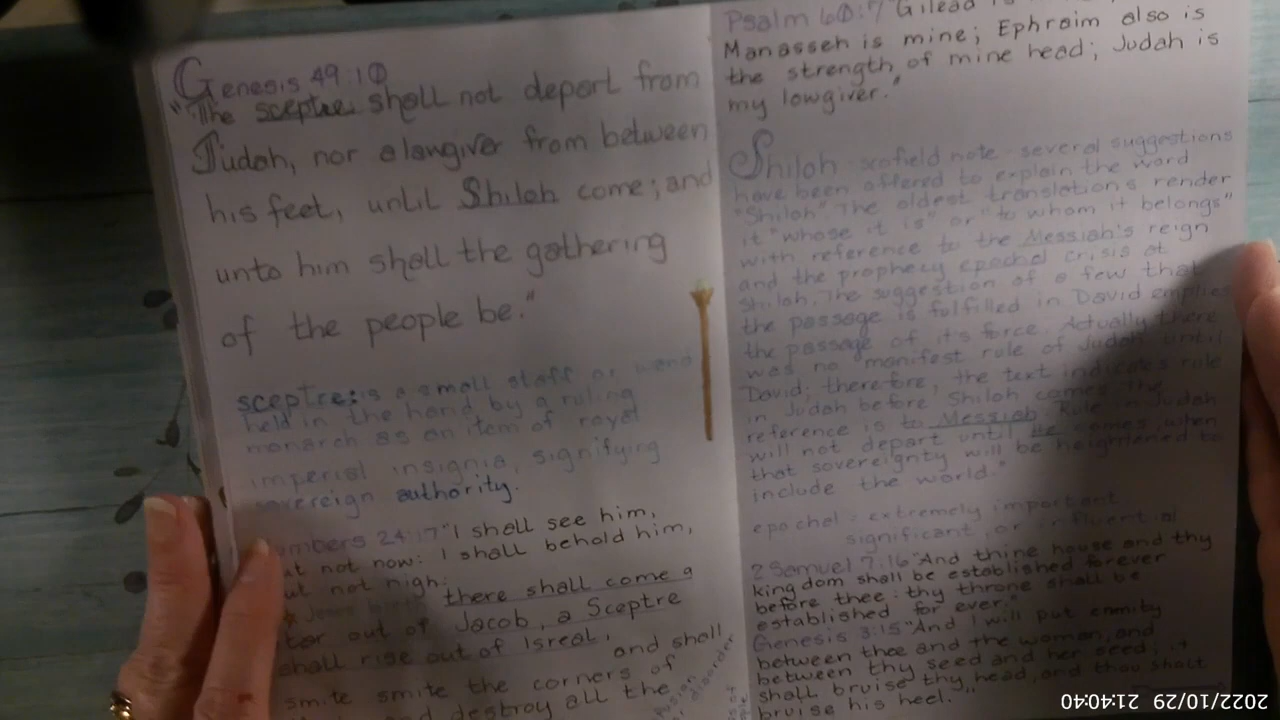 Genesis 49:10
"The sceptre shall not depart from
Judah, nor a lawgiver from between
his feet, until Shiloh come; and
unto him shall the gathering
of the people be."
sceptre: is a small staff or wand
held in the hand by a ruling
monarch as an item of royal
imperial insignia, signifying
sovereign authority.
umbers 24:17 "I shall see him,
ut not now: I shall behold him,
ut not nigh:
there shall come a
tar out of Jacob, a Sceptre
shall rise out of Isreal,
and shall
smite smite the corners of
and destroy all the
disorder
Psalm 60:7 "Gilead is
Manasseh is mine; Ephraim also is
the strength of mine head; Judah is
my lawgiver."
Shiloh - scofield note - several suggestions
have been offered to explain the word
"Shiloh". The oldest translations render
it "whose it is" or "to whom it belongs"
with reference to the Messiah's reign
and the prophecy epochal crisis at
Shiloh. The suggestion of a few that
the passage is fulfilled in David empties
the passage of it's force. Actually there
was no manifest rule of Judah until
David; therefore, the text indicates rule
in Judah before Shiloh comes. The
reference is to Messiah. Rule in Judah
will not depart until he comes when
that sovereignty will be heightened to
include the world."
epochal = extremely important
significant, or influential
2 Samuel 7:16 "And thine house and thy
kingdom shall be established forever
before thee: thy throne shall be
established for ever."
Genesis 3:15 "And I will put enmity
between thee and the woman, and
between thy seed and her seed; it
shall bruise thy head, and thou shalt
bruise his heel."
2022/10/29 21:40:40